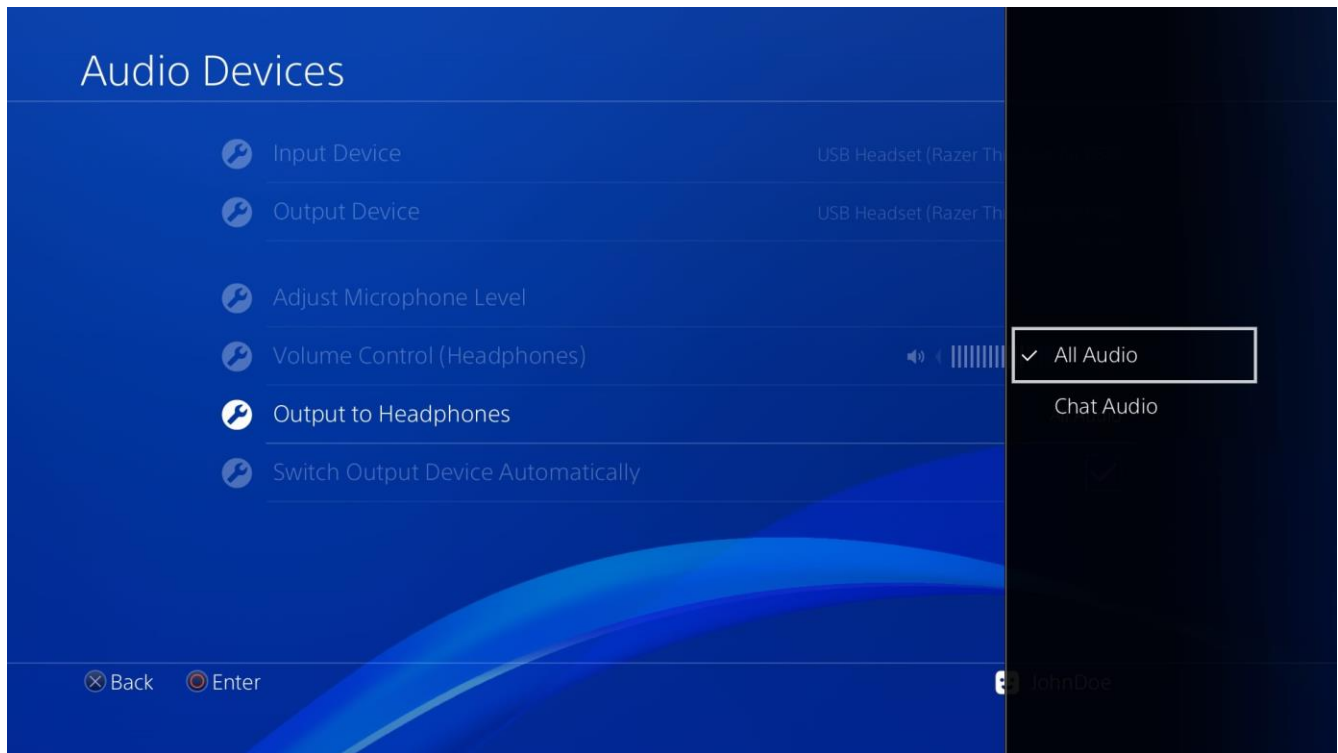 Audio Devices
Input Device
USB Headset (Razer Th
Output Device
USB Headset (Razer Th
Adjust Microphone Level
Volume Control (Headphones)
All Audio
Output to Headphones
Chat Audio
Switch Output Device Automatically
Back
Enter
JohnDoe